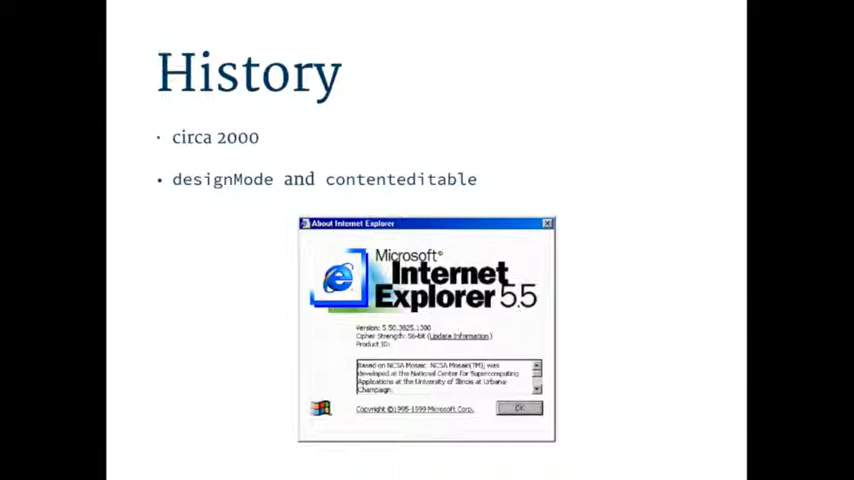 History
· circa 2000
• designMode and contenteditable
About Internet Explorer
Microsoft®
Internet
Explorer 5.5
Version: 5.50.3825.1300
Cipher Strength: 56-bit (Update Information)
Product ID:
Based on NCSA Mosaic. NCSA Mosaic(TM); was
developed at the National Center for Supercomputing
Applications at the University of Illinois at Urbana-
Champaign.
Copyright ©1995-1999 Microsoft Corp.
OK